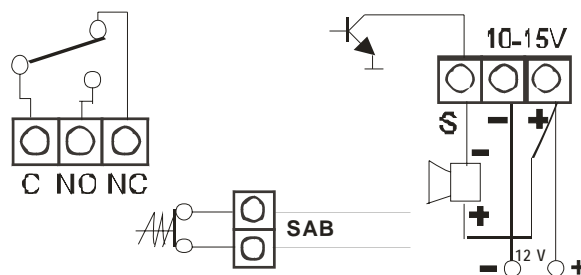 10-15V
S - +
C NO NC
-
+
SAB
12 V
- +